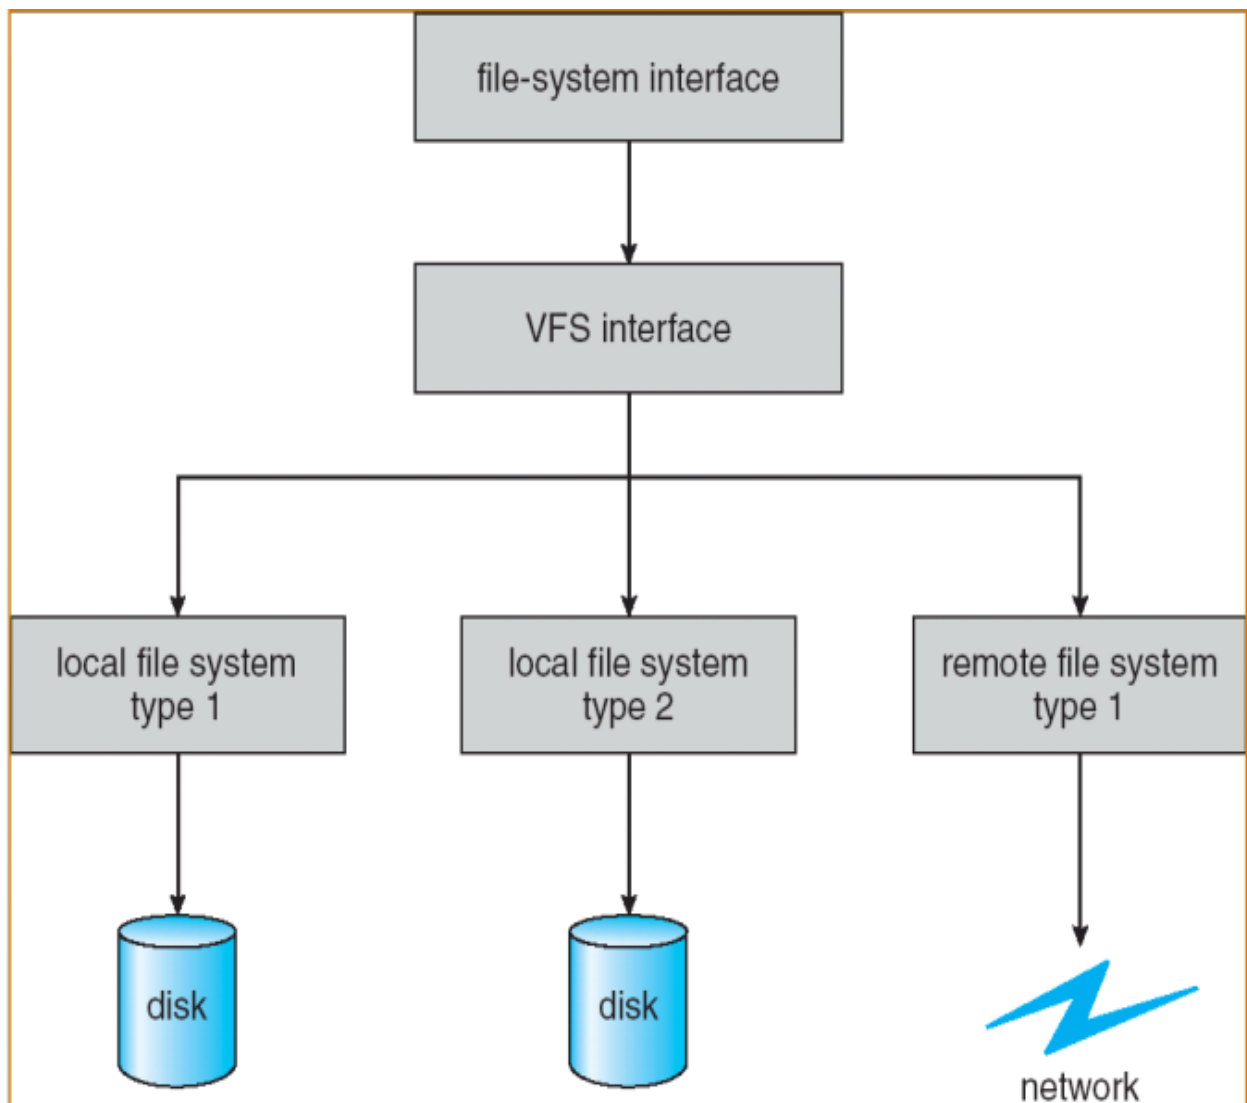 file-system interface
VFS interface
local file system
type 1
local file system
type 2
remote file system
type 1
disk
disk
network